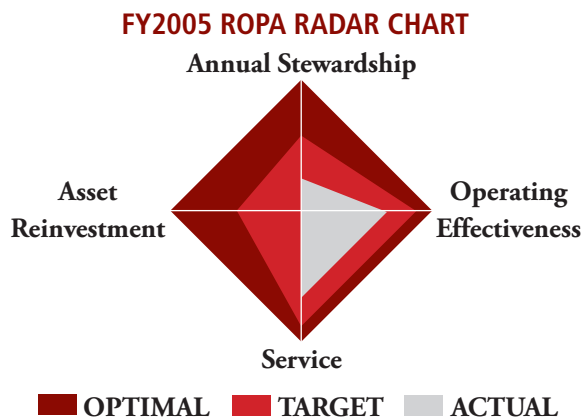 FY2005 ROPA RADAR CHART
Annual Stewardship
Asset
Reinvestment
Operating
Effectiveness
Service
OPTIMAL TARGET ACTUAL